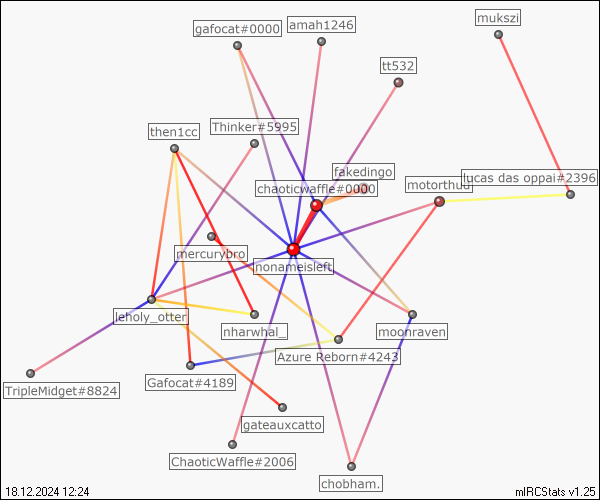 gafocat#0000
amah1246
mukszi
tt532
Thinker#5995
then1cc
fakedingo
lucas das oppai#2396
chaoticwaffle#0000
motorthud
mercurybro
nonameisleft
leholy_otter
nharwhal_
moonraven
Azure Reborn#4243
Gafocat#4189
TripleMidget#8824
gateauxcatto
ChaoticWaffle#2006
chobham.
18.12.2024 12:24
mIRCStats v1.25